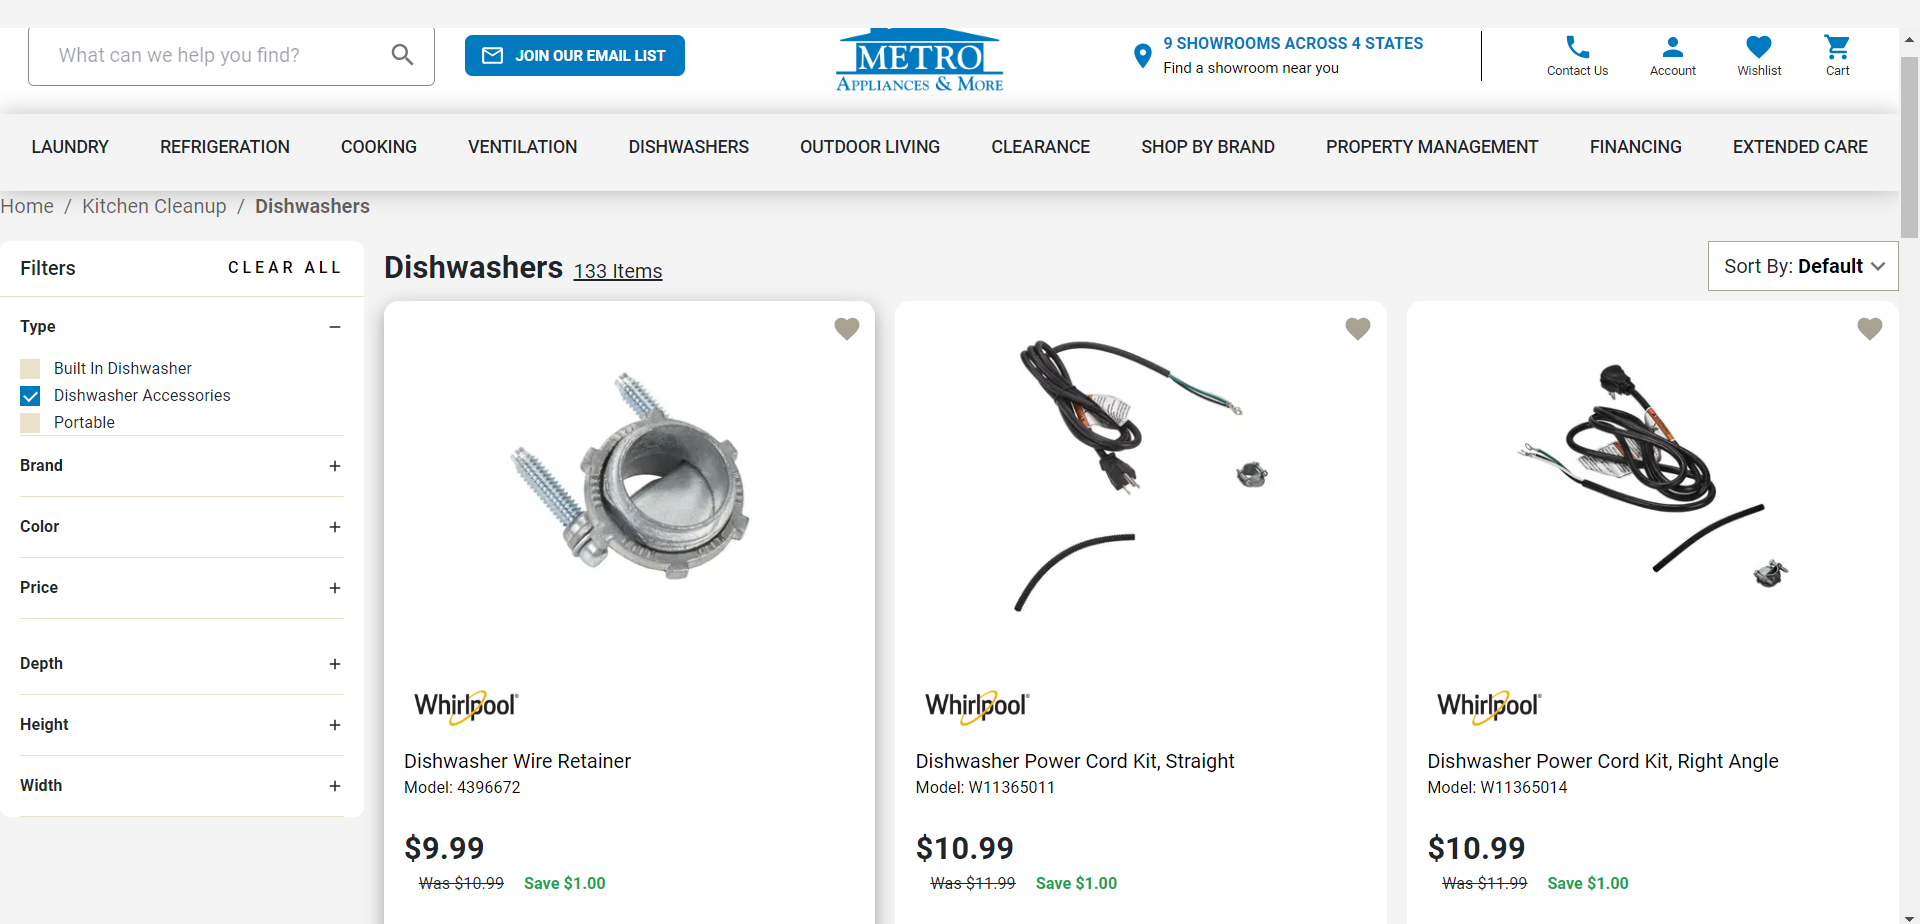 What can we help you find?
JOIN OUR EMAIL LIST
METRO
APPLIANCES & MORE
9 SHOWROOMS ACROSS 4 STATES
Find a showroom near you
Contact Us
Account
Wishlist
Cart
LAUNDRY
REFRIGERATION
COOKING
VENTILATION
DISHWASHERS
OUTDOOR LIVING
CLEARANCE
SHOP BY BRAND
PROPERTY MANAGEMENT
FINANCING
EXTENDED CARE
Home / Kitchen Cleanup / Dishwashers
Filters
CLEAR ALL
Type
Built In Dishwasher
Dishwasher Accessories
Portable
Brand
Color
Price
Depth
Height
Width
Dishwashers 133 Items
Sort By: Default
Whirlpool
Dishwasher Wire Retainer
Model: 4396672
$9.99
Was $10.99 Save $1.00
Whirlpool
Dishwasher Power Cord Kit, Straight
Model: W11365011
$10.99
Was $11.99 Save $1.00
Whirlpool
Dishwasher Power Cord Kit, Right Angle
Model: W11365014
$10.99
Was $11.99 Save $1.00